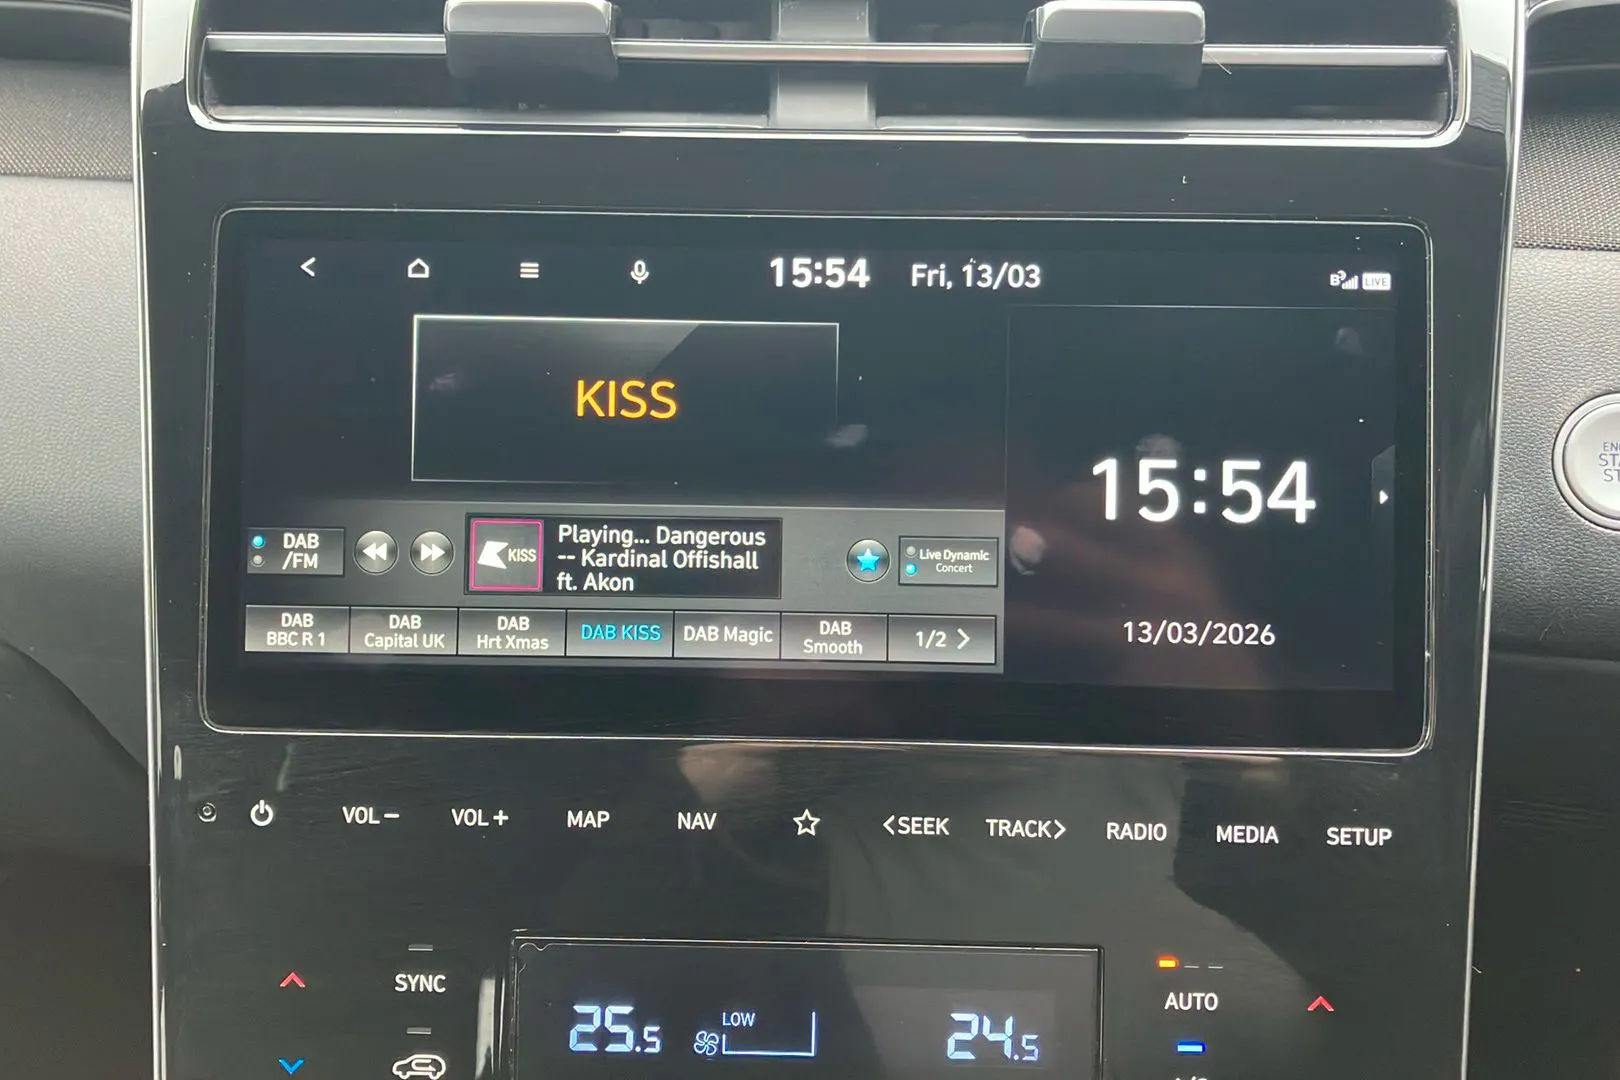 15:54 Fri, 13/03
LIVE
KISS
15:54
13/03/2026
DAB
/FM
KISS
Playing... Dangerous
-- Kardinal Offishall
ft. Akon
Live Dynamic
Concert
DAB
BBC R 1
DAB
Capital UK
DAB
Hrt Xmas
DAB KISS
DAB Magic
DAB
Smooth
1/2 >
VOL−
VOL+
MAP
NAV
<SEEK
TRACK>
RADIO
MEDIA
SETUP
SYNC
25.5
LOW
24.5
AUTO